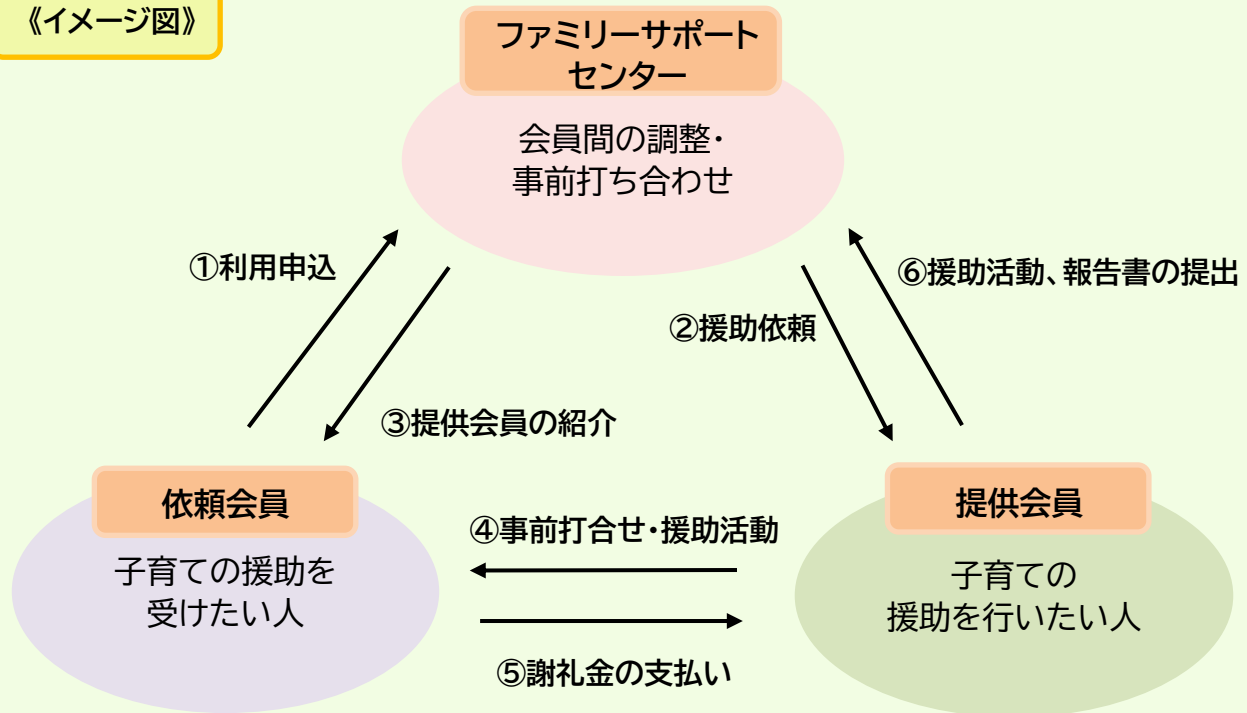 《イメージ図》
ファミリーサポート
センター
会員間の調整・
事前打ち合わせ
①利用申込
⑥援助活動、報告書の提出
②援助依頼
③提供会員の紹介
依頼会員
子育ての援助を
受けたい人
④事前打合せ・援助活動
⑤謝礼金の支払い
提供会員
子育ての
援助を行いたい人